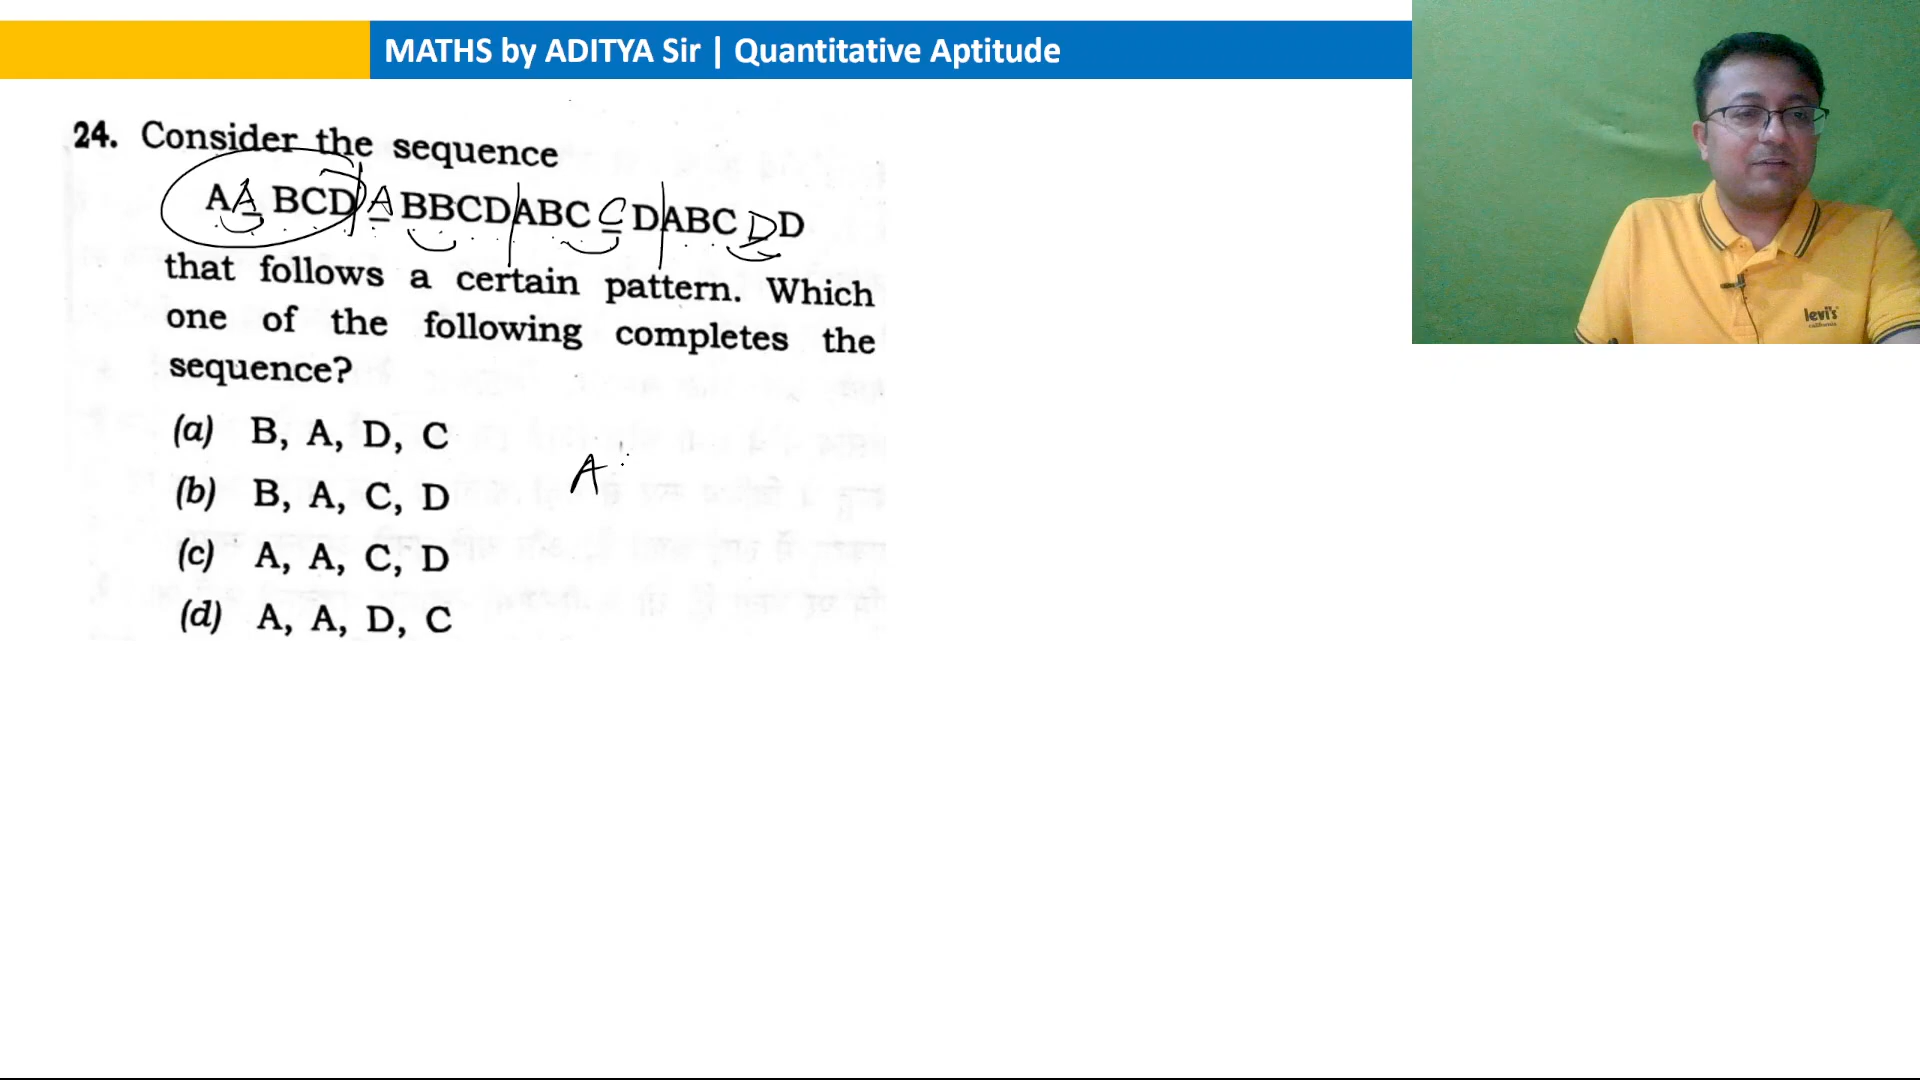 MATHS by ADITYA Sir | Quantitative Aptitude
24. Consider the sequence
AA BCD A BBCDABC C DABC DD
that follows a certain pattern. Which
one of the following completes the
sequence?
(a) B, A, D, C
(b) B, A, C, D
(c) A, A, C, D
(d) A, A, D, C
A
levi's